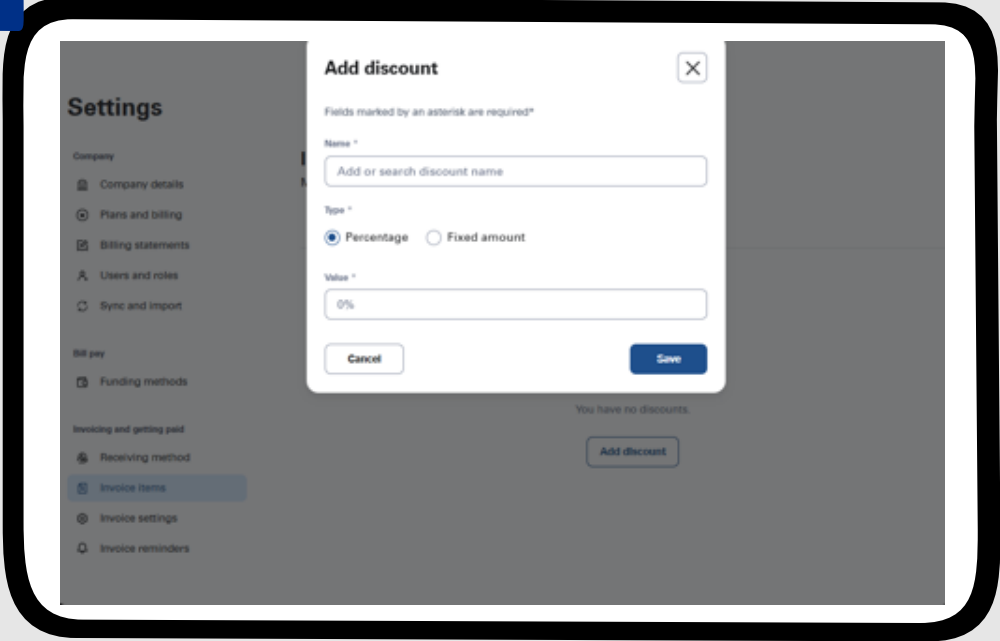 Add discount
Fields marked by an asterisk are required*
Name *
Add or search discount name
Type *
Percentage
Fixed amount
Value *
0%
Cancel
Save
Settings
Company
Company details
Plans and billing
Billing statements
Users and roles
Sync and import
Bill pay
Funding methods
Invoicing and getting paid
Receiving method
Invoice items
Invoice settings
Invoice reminders
You have no discounts.
Add discount